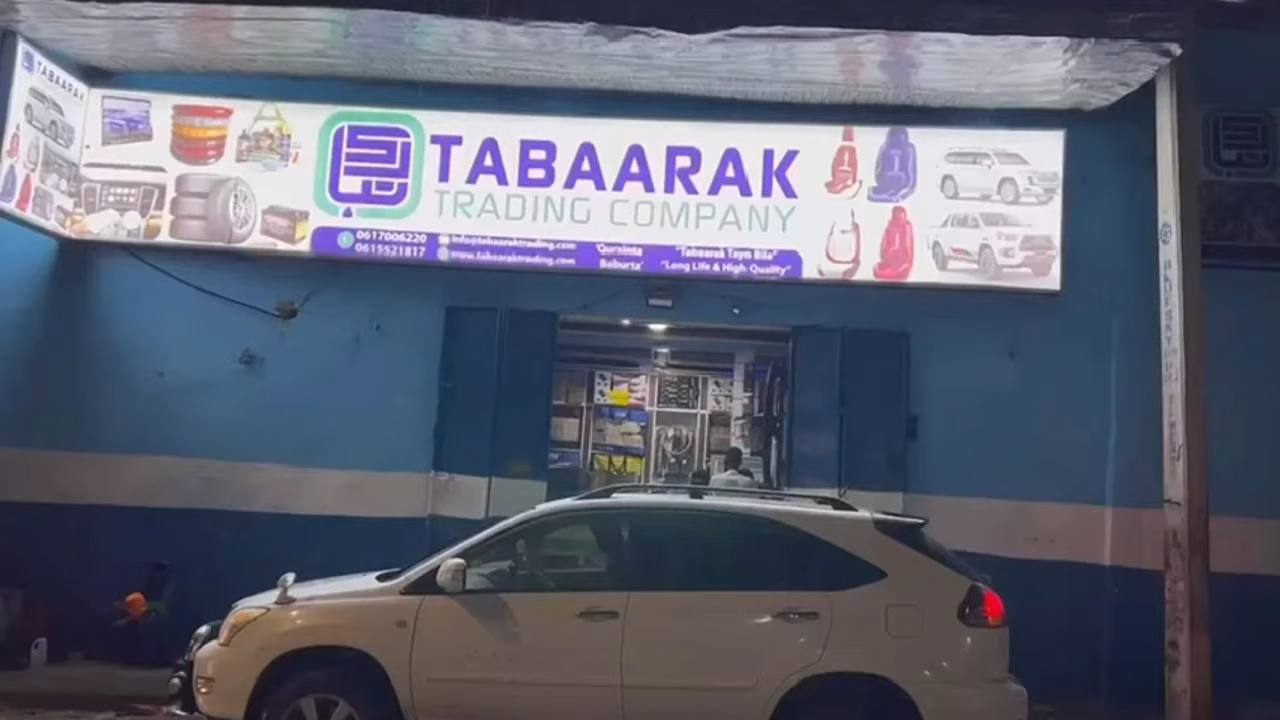 TABAARAK
TABAARAK
TRADING COMPANY
0617006220
0615521817
info@tabaaraktrading.com
www.tabaaraktrading.com
'Qurxinta
Baburta'
"Tabaarak Taym Bila"
"Long Life & High Quality"